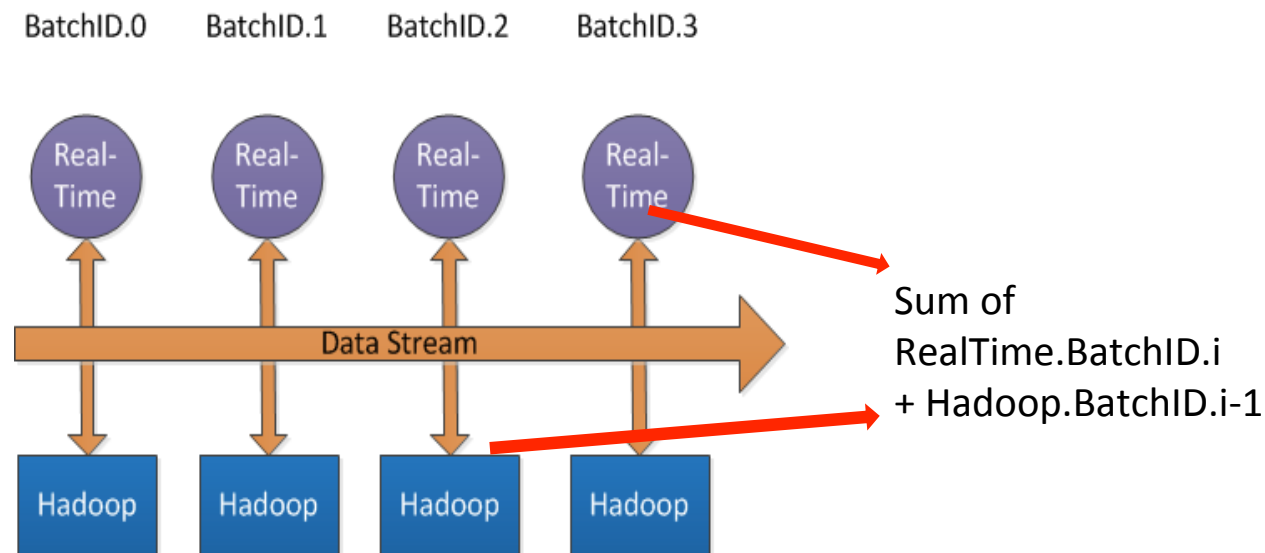 BatchID.0 BatchID.1 BatchID.2 BatchID.3
Real- Real- Real- Real-
Time Time Time Time
Data Stream
Sum of
RealTime.BatchID.i
+ Hadoop.BatchID.i-1
Hadoop Hadoop Hadoop Hadoop